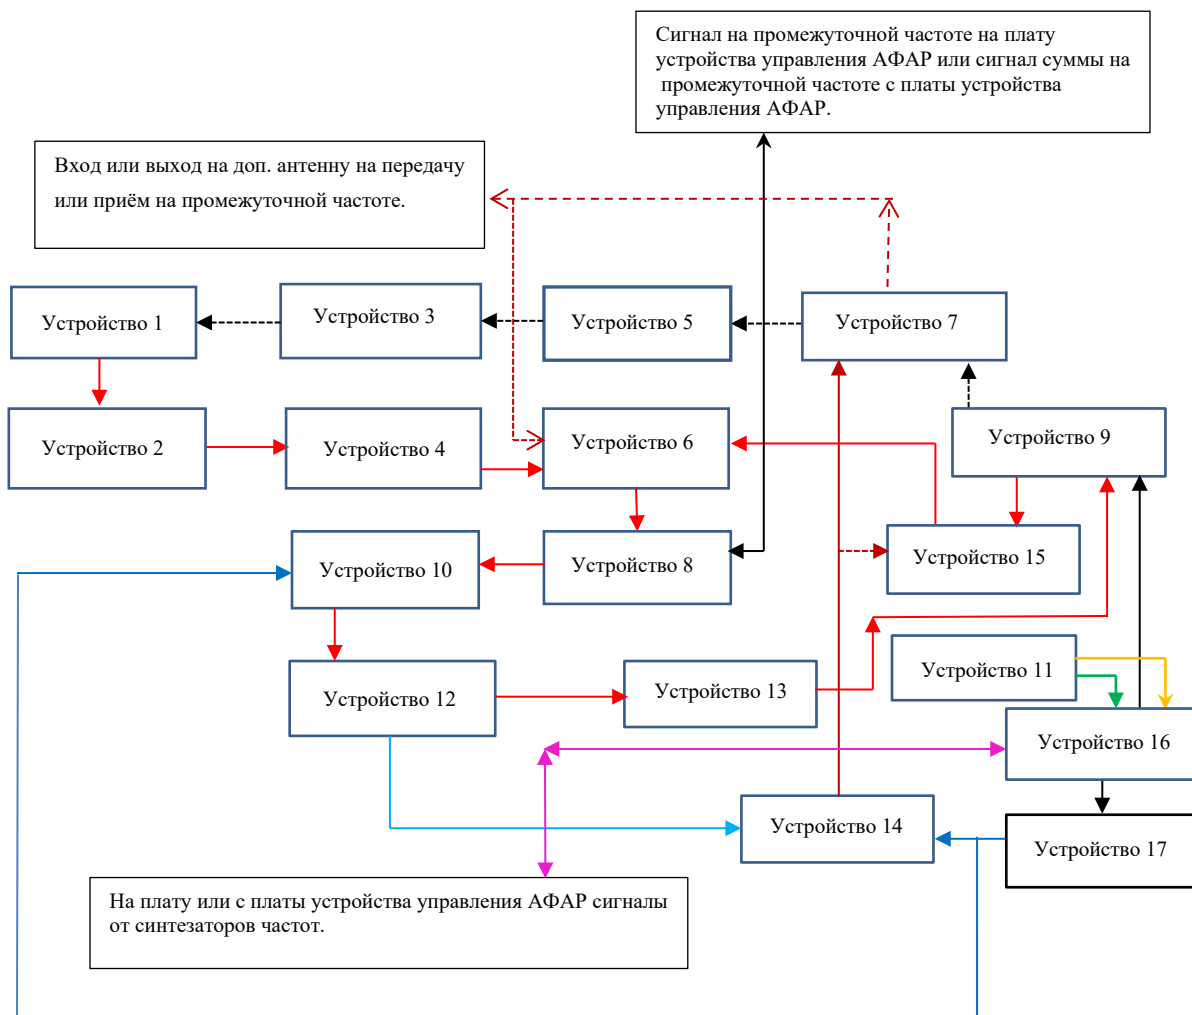 Сигнал на промежуточной частоте на плату
устройства управления АФАР или сигнал суммы на
промежуточной частоте с платы устройства
управления АФАР.
Вход или выход на доп. антенну на передачу
или приём на промежуточной частоте.
Устройство 1
Устройство 3
Устройство 5
Устройство 7
Устройство 2
Устройство 4
Устройство 6
Устройство 9
Устройство 10
Устройство 8
Устройство 15
Устройство 12
Устройство 13
Устройство 11
Устройство 16
Устройство 14
Устройство 17
На плату или с платы устройства управления АФАР сигналы
от синтезаторов частот.